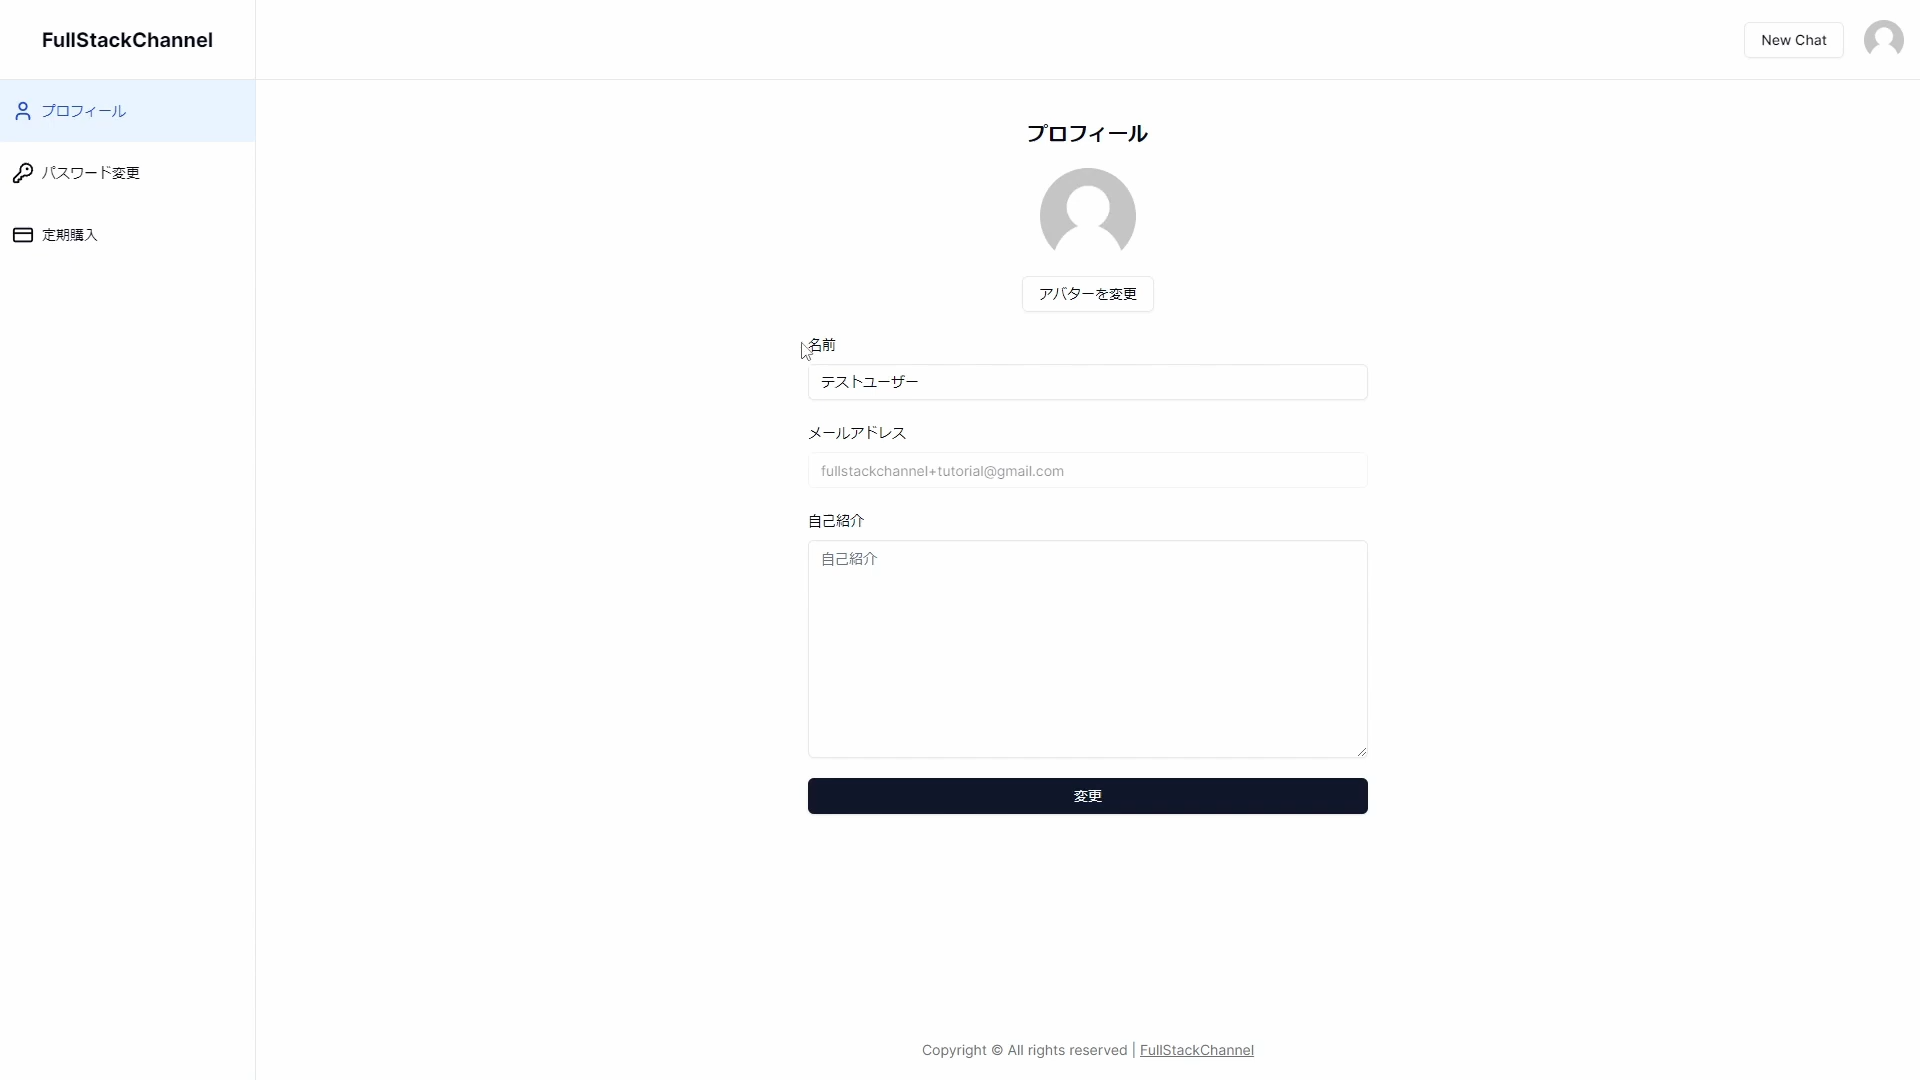 FullStackChannel
New Chat
プロフィール
パスワード変更
定期購入
プロフィール
アバターを変更
名前
テストユーザー
メールアドレス
fullstackchannel+tutorial@gmail.com
自己紹介
自己紹介
変更
Copyright © All rights reserved | FullStackChannel